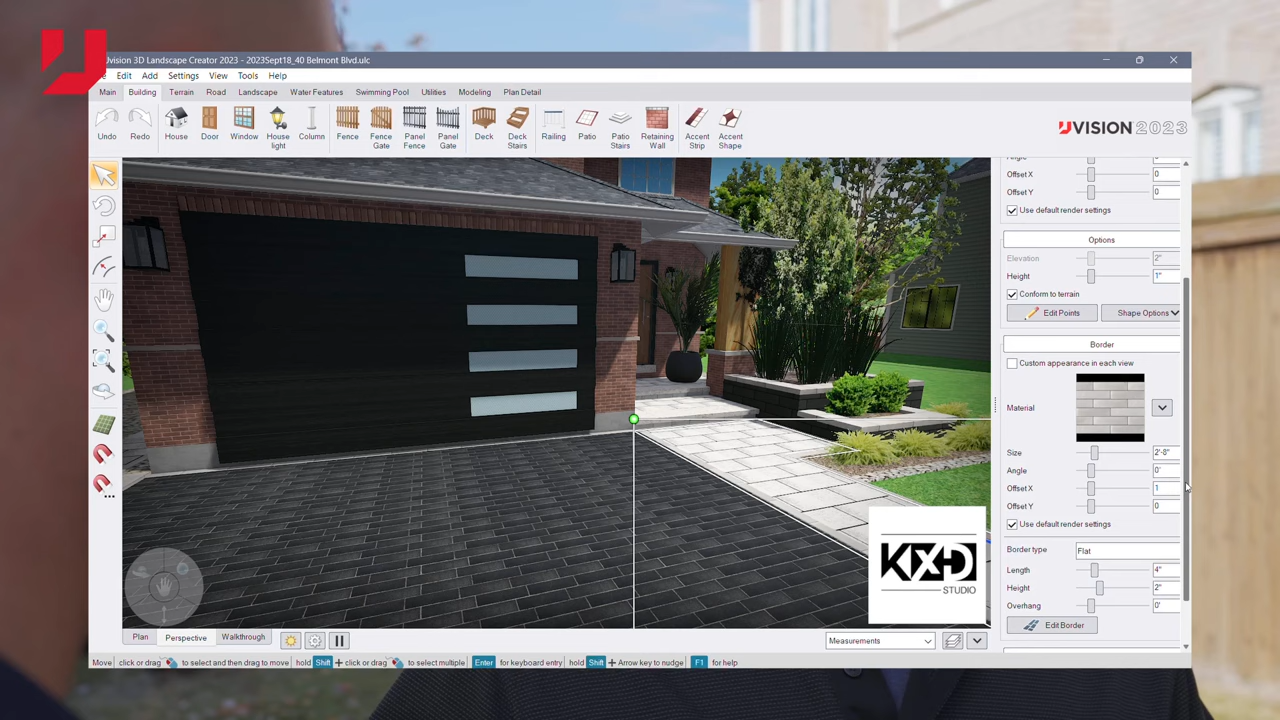 Uvision 3D Landscape Creator 2023 - 2023Sept18_40 Belmont Blvd.ulc
Edit Add Settings View Tools Help
Main Building Terrain Road Landscape Water Features Swimming Pool Utilities Modeling Plan Detail
Undo Redo House Door Window House light Column Fence Fence Gate Panel Fence Panel Gate Deck Deck Stairs Railing Patio Patio Stairs Retaining Wall Accent Strip Accent Shape
UVISION 2023
Offset X 0
Offset Y 0
Use default render settings
Options
Elevation 2"
Height 1"
Conform to terrain
Edit Points Shape Options
Border
Custom appearance in each view
Material
Size 2'-8"
Angle 0'
Offset X 1
Offset Y 0
Use default render settings
Border type Flat
Length 4"
Height 2"
Overhang 0'
Edit Border
KIXHD
STUDIO
Plan Perspective Walkthrough
Measurements
Move click or drag to select and then drag to move hold Shift + click or drag to select multiple Enter for keyboard entry hold Shift + Arrow key to nudge F1 for help